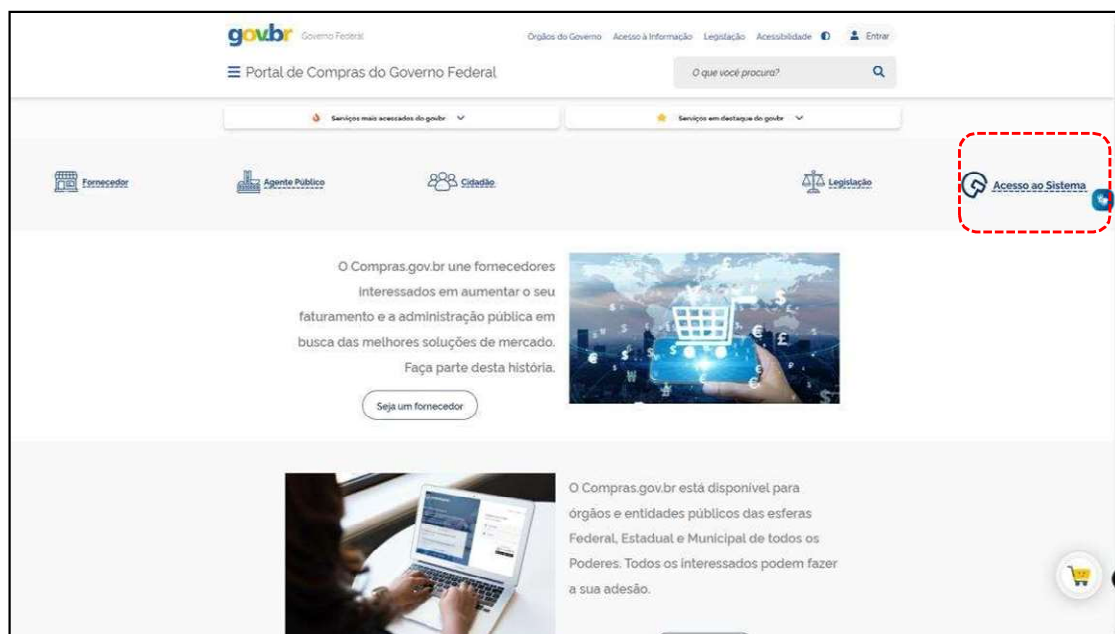 gov.br Governo Federal
Órgãos do Governo Acesso à Informação Legislação Acessibilidade Entrar
Portal de Compras do Governo Federal
O que você procura?
Serviços mais acessados do govbr Serviços em destaque do govbr
Fornecedor Agente Público Cidadão Legislação Acesso ao Sistema
O Compras.gov.br une fornecedores
interessados em aumentar o seu
faturamento e a administração pública em
busca das melhores soluções de mercado.
Faça parte desta história.
Seja um fornecedor
O Compras.gov.br está disponível para
órgãos e entidades públicos das esferas
Federal, Estadual e Municipal de todos os
Poderes. Todos os interessados podem fazer
a sua adesão.